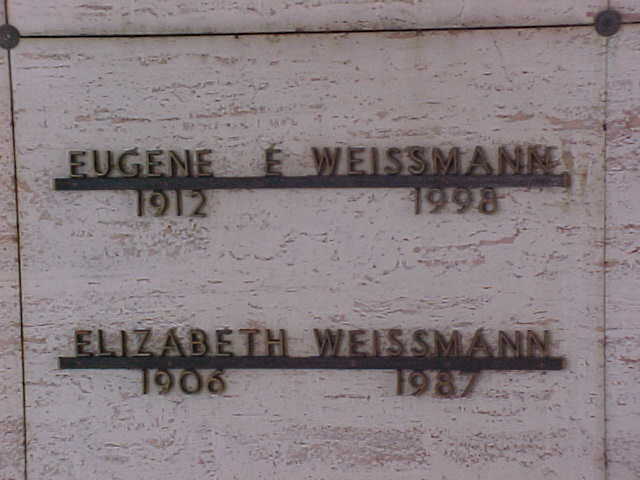 EUGENE E WEISSMANN
1912 1998
ELIZABETH WEISSMANN
1906 1987